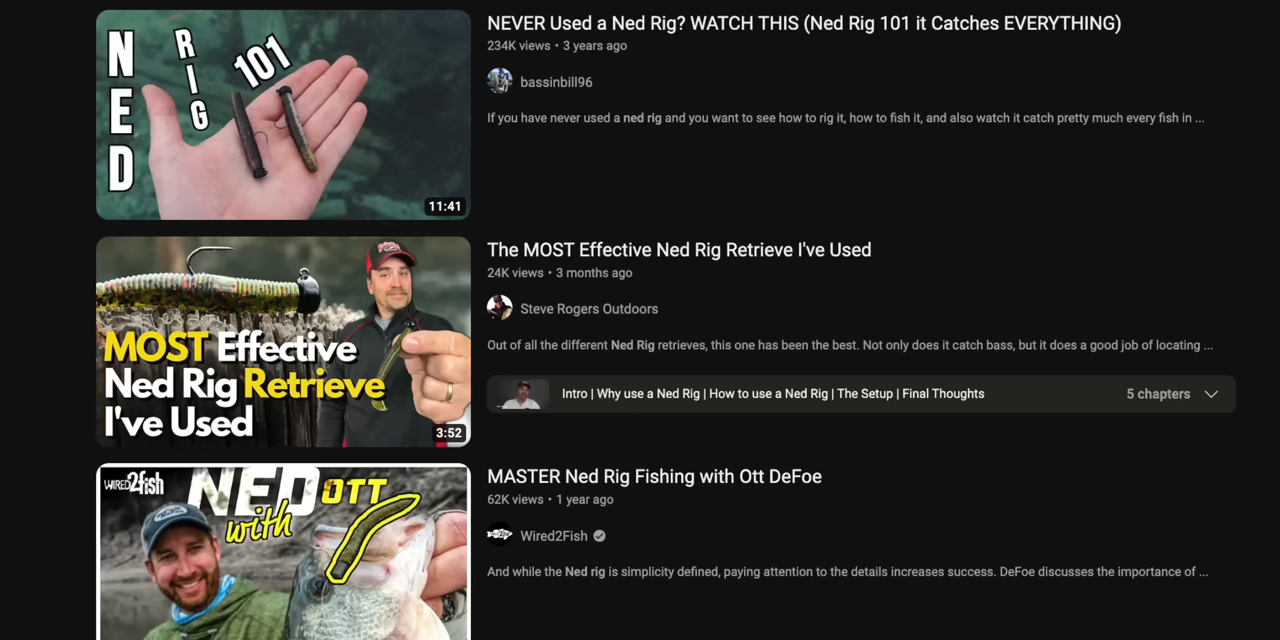 NED
RIG
101
11:41
NEVER Used a Ned Rig? WATCH THIS (Ned Rig 101 it Catches EVERYTHING)
234K views • 3 years ago
bassinbill96
If you have never used a ned rig and you want to see how to rig it, how to fish it, and also watch it catch pretty much every fish in ...
MOST Effective
Ned Rig Retrieve
I've Used
3:52
The MOST Effective Ned Rig Retrieve I've Used
24K views • 3 months ago
Steve Rogers Outdoors
Out of all the different Ned Rig retrieves, this one has been the best. Not only does it catch bass, but it does a good job of locating ...
Intro | Why use a Ned Rig | How to use a Ned Rig | The Setup | Final Thoughts
5 chapters
WIRED2fish
NED
with
OTT
MASTER Ned Rig Fishing with Ott DeFoe
62K views • 1 year ago
Wired2Fish
And while the Ned rig is simplicity defined, paying attention to the details increases success. DeFoe discusses the importance of ...